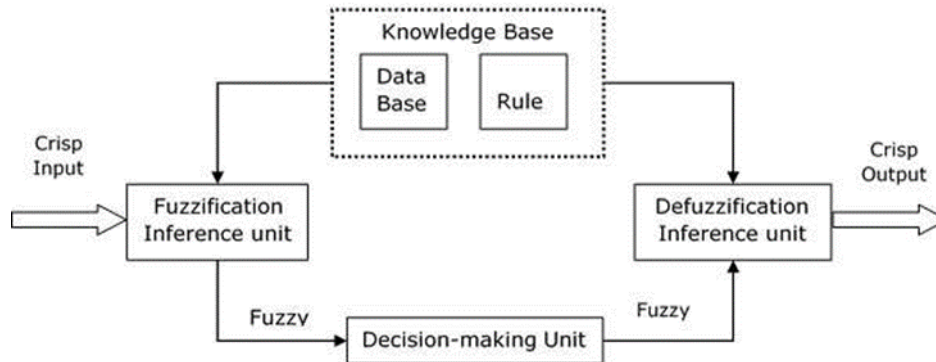 Knowledge Base
Data
Base
Rule
Crisp
Input
Crisp
Output
Fuzzification
Inference unit
Defuzzification
Inference unit
Fuzzy
Fuzzy
Decision-making Unit